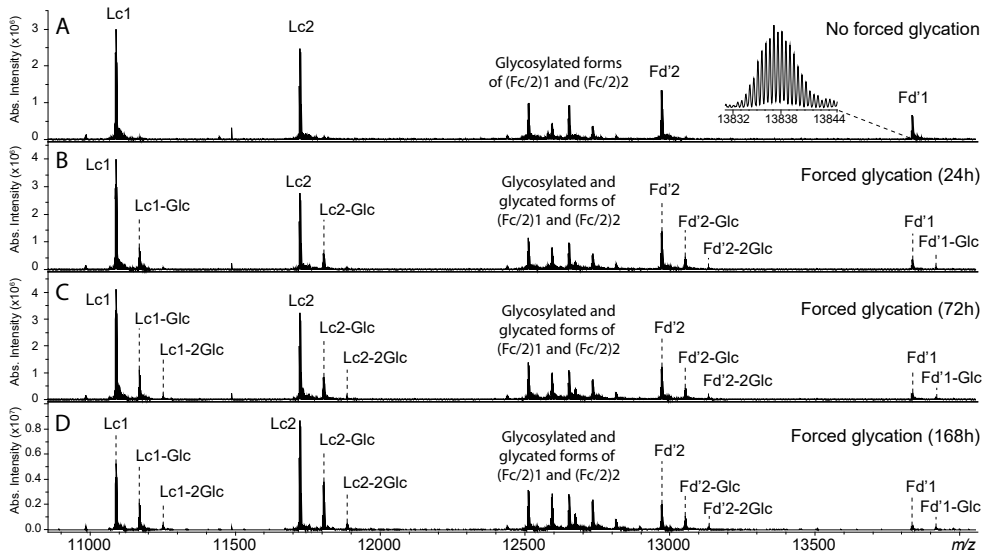 A
No forced glycation
Abs. Intensity (x10⁶)
3
2
1
0
Lc1
Lc2
Glycosylated forms
of (Fc/2)1 and (Fc/2)2
Fd'2
Fd'1
13832 13838 13844
B
Forced glycation (24h)
Abs. Intensity (x10⁶)
4
3
2
1
0
Lc1
Lc1-Glc
Lc2
Lc2-Glc
Glycosylated and
glycated forms of
(Fc/2)1 and (Fc/2)2
Fd'2
Fd'2-Glc
Fd'2-2Glc
Fd'1
Fd'1-Glc
C
Forced glycation (72h)
Abs. Intensity (x10⁶)
4
3
2
1
0
Lc1
Lc1-Glc
Lc1-2Glc
Lc2
Lc2-Glc
Lc2-2Glc
Glycosylated and
glycated forms of
(Fc/2)1 and (Fc/2)2
Fd'2
Fd'2-Glc
Fd'2-2Glc
Fd'1
Fd'1-Glc
D
Forced glycation (168h)
Abs. Intensity (x10⁷)
0.8
0.6
0.4
0.2
0.0
Lc1
Lc1-Glc
Lc1-2Glc
Lc2
Lc2-Glc
Lc2-2Glc
Glycosylated and
glycated forms of
(Fc/2)1 and (Fc/2)2
Fd'2
Fd'2-Glc
Fd'2-2Glc
Fd'1
Fd'1-Glc
11000 11500 12000 12500 13000 13500 m/z